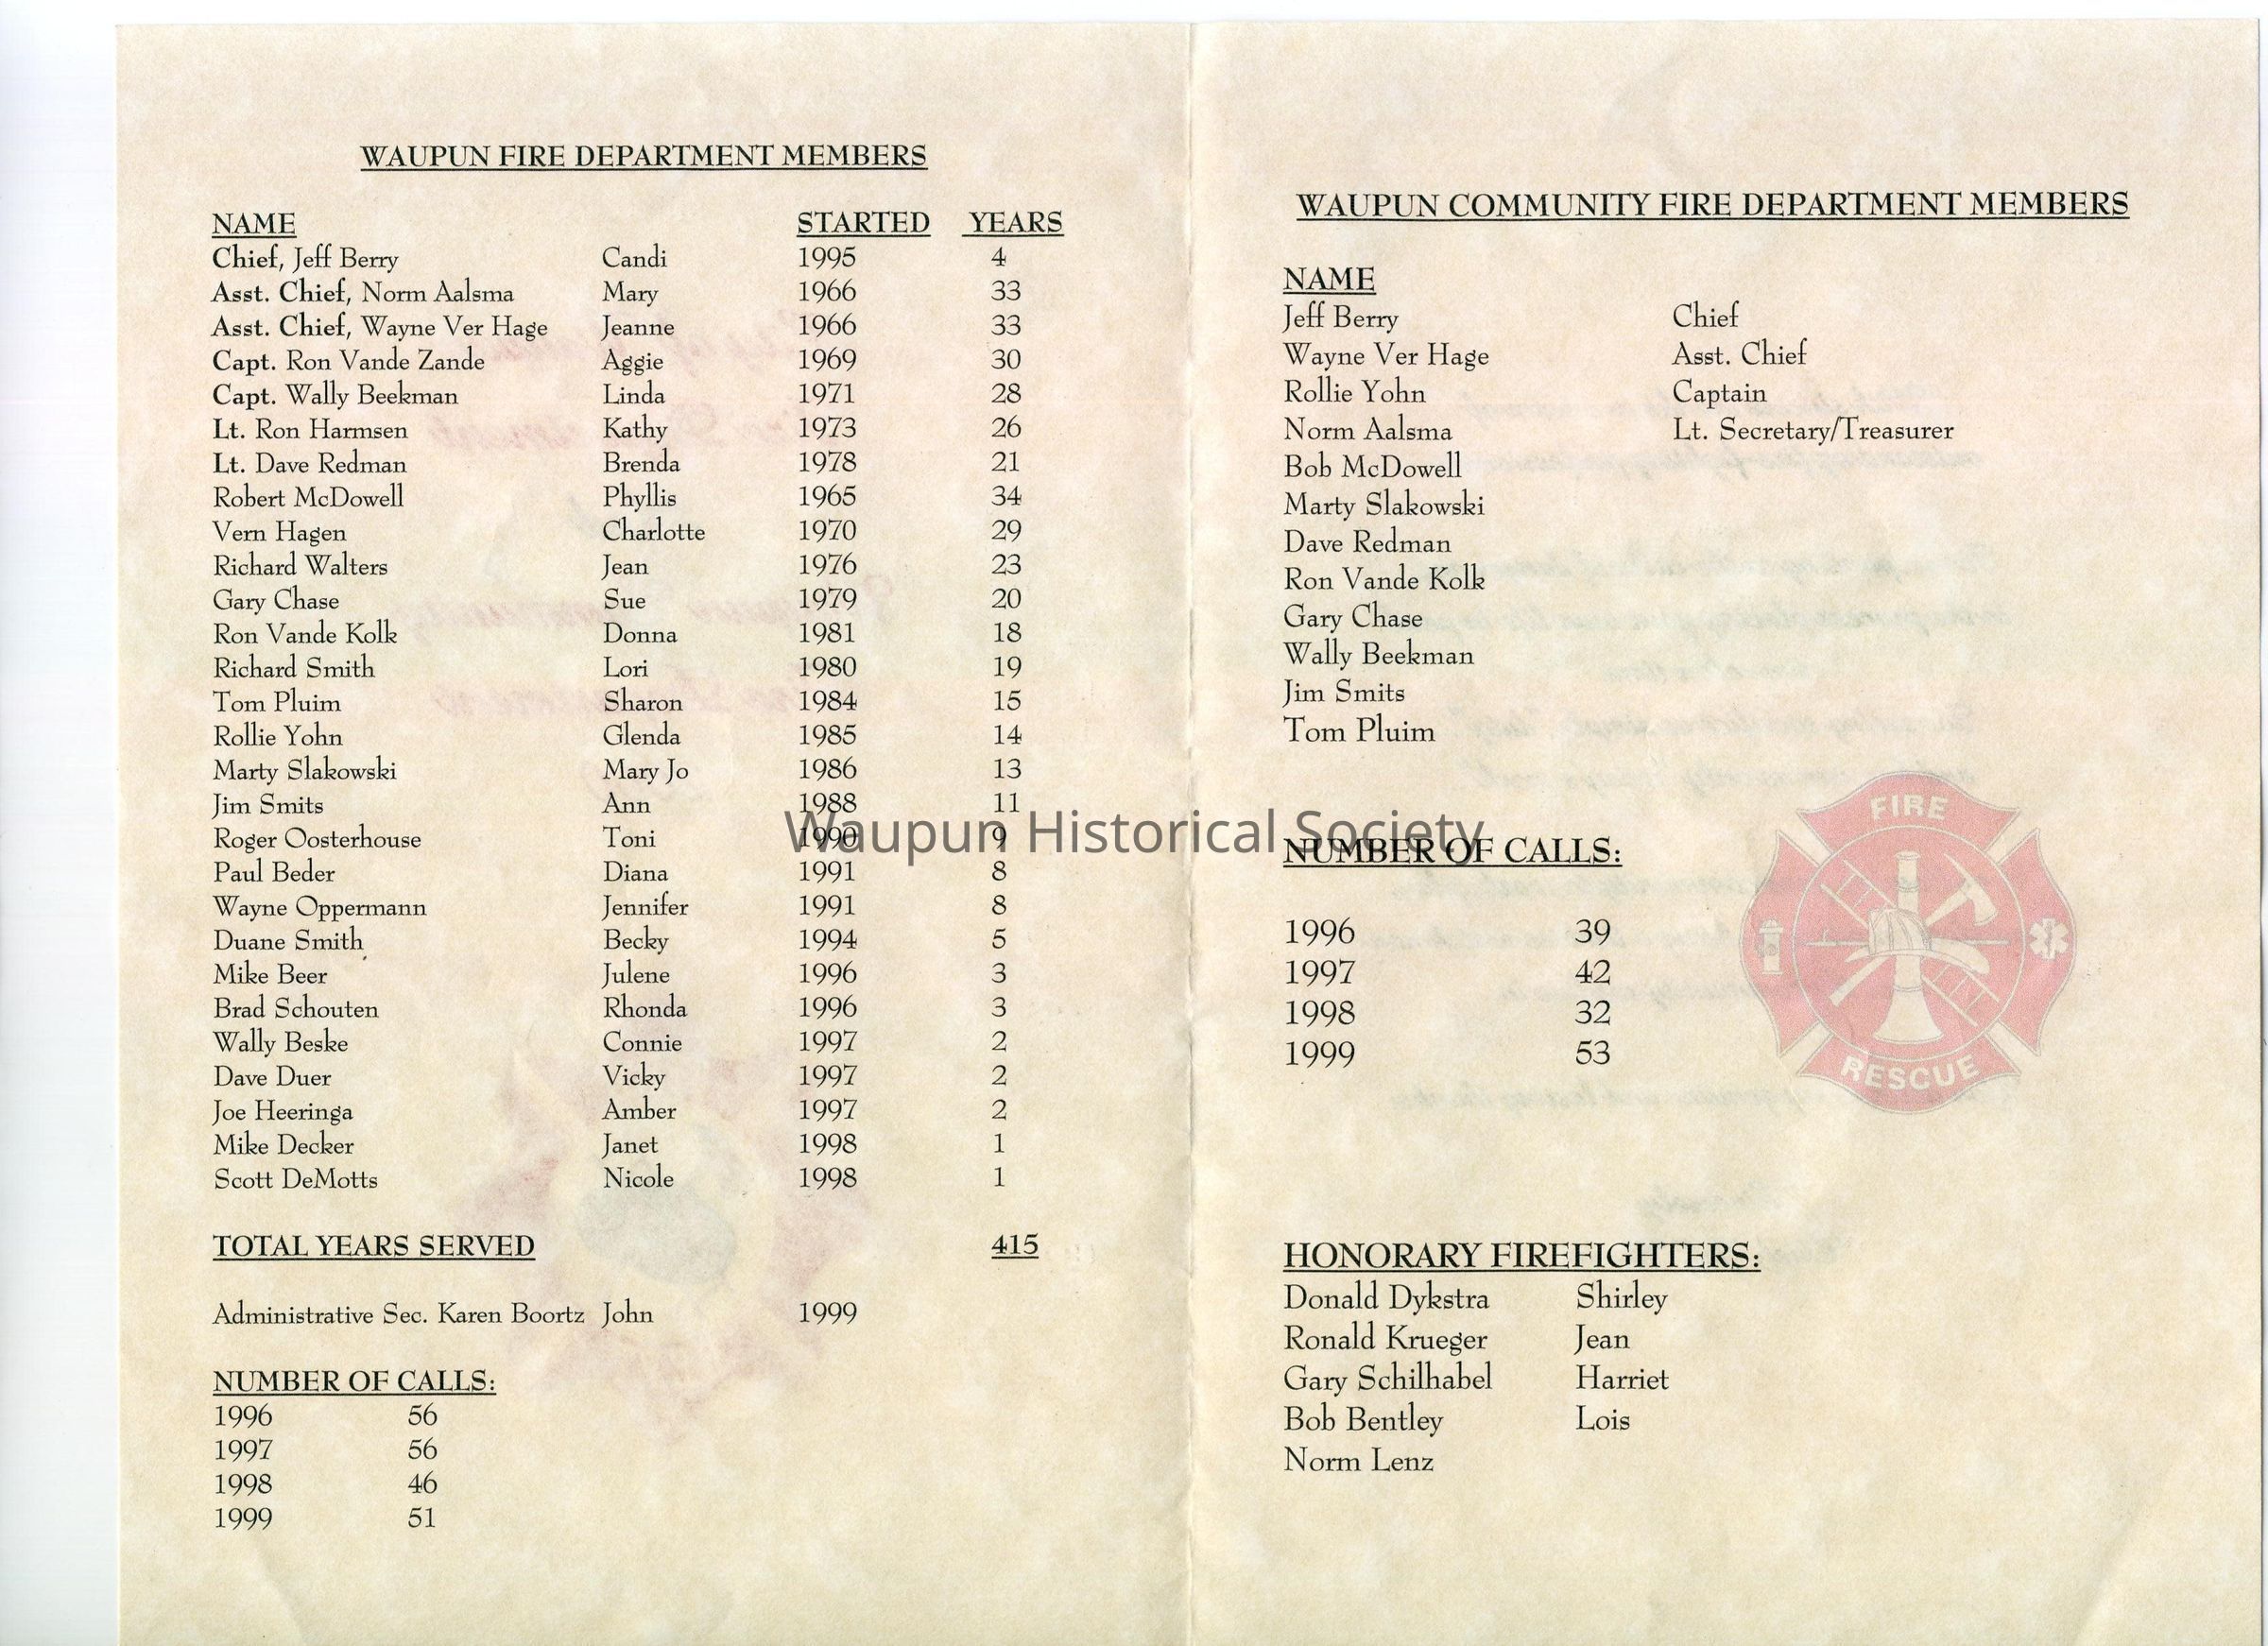 WAUPUN FIRE DEPARTMENT MEMBERS
NAME STARTED YEARS
Chief, Jeff Berry Candi 1995 4
Asst. Chief, Norm Aalsma Mary 1966 33
Asst. Chief, Wayne Ver Hage Jeanne 1966 33
Capt. Ron Vande Zande Aggie 1969 30
Capt. Wally Beekman Linda 1971 28
Lt. Ron Harmsen Kathy 1973 26
Lt. Dave Redman Brenda 1978 21
Robert McDowell Phyllis 1965 34
Vern Hagen Charlotte 1970 29
Richard Walters Jean 1976 23
Gary Chase Sue 1979 20
Ron Vande Kolk Donna 1981 18
Richard Smith Lori 1980 19
Tom Pluim Sharon 1984 15
Rollie Yohn Glenda 1985 14
Marty Slakowski Mary Jo 1986 13
Jim Smits Ann 1988 11
Roger Oosterhouse Toni 1990 9
Paul Beder Diana 1991 8
Wayne Oppermann Jennifer 1991 8
Duane Smith Becky 1994 5
Mike Beer Julene 1996 3
Brad Schouten Rhonda 1996 3
Wally Beske Connie 1997 2
Dave Duer Vicky 1997 2
Joe Heeringa Amber 1997 2
Mike Decker Janet 1998 1
Scott DeMotts Nicole 1998 1
TOTAL YEARS SERVED 415
Administrative Sec. Karen Boortz John 1999
NUMBER OF CALLS:
1996 56
1997 56
1998 46
1999 51
WAUPUN COMMUNITY FIRE DEPARTMENT MEMBERS
NAME
Jeff Berry Chief
Wayne Ver Hage Asst. Chief
Rollie Yohn Captain
Norm Aalsma Lt. Secretary/Treasurer
Bob McDowell
Marty Slakowski
Dave Redman
Ron Vande Kolk
Gary Chase
Wally Beekman
Jim Smits
Tom Pluim
Waupun Historical Society
NUMBER OF CALLS:
1996 39
1997 42
1998 32
1999 53
FIRE
RESCUE
HONORARY FIREFIGHTERS:
Donald Dykstra Shirley
Ronald Krueger Jean
Gary Schilhabel Harriet
Bob Bentley Lois
Norm Lenz